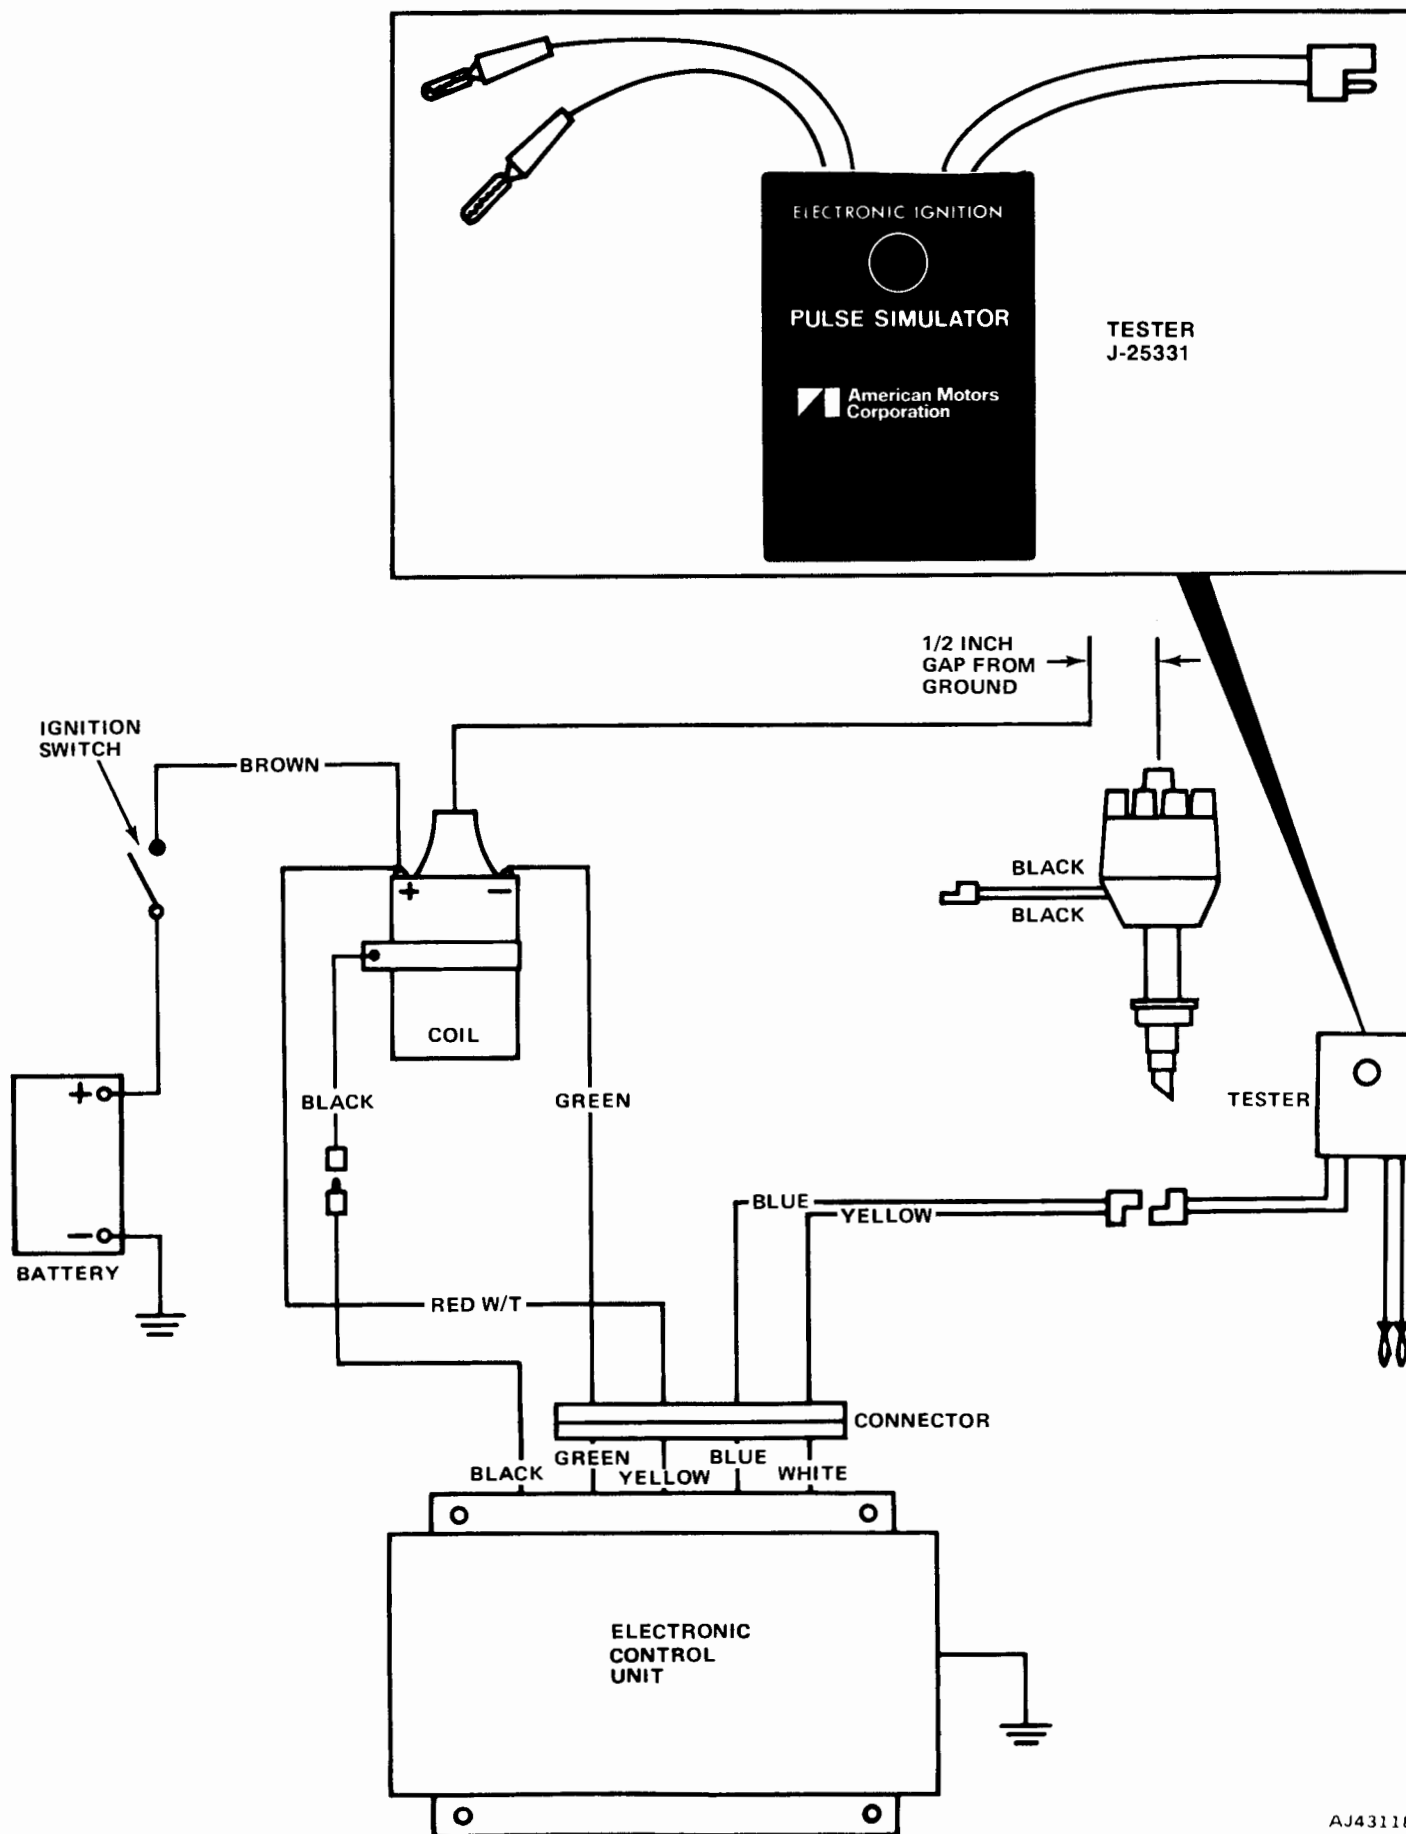 ELECTRONIC IGNITION
PULSE SIMULATOR
American Motors
Corporation
TESTER
J-25331
1/2 INCH
GAP FROM
GROUND
IGNITION
SWITCH
BROWN
+
−
BLACK
BLACK
COIL
BLACK
GREEN
TESTER
+
−
BATTERY
BLUE
YELLOW
RED W/T
CONNECTOR
GREEN
BLUE
BLACK
YELLOW
WHITE
ELECTRONIC
CONTROL
UNIT
AJ43118